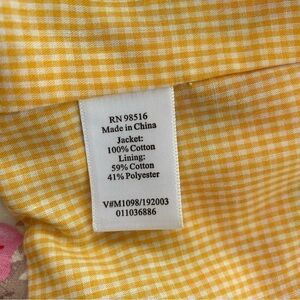 RN 98516
Made in China
Jacket:
100% Cotton
Lining:
59% Cotton
41% Polyester
V#M1098/192003
011036886